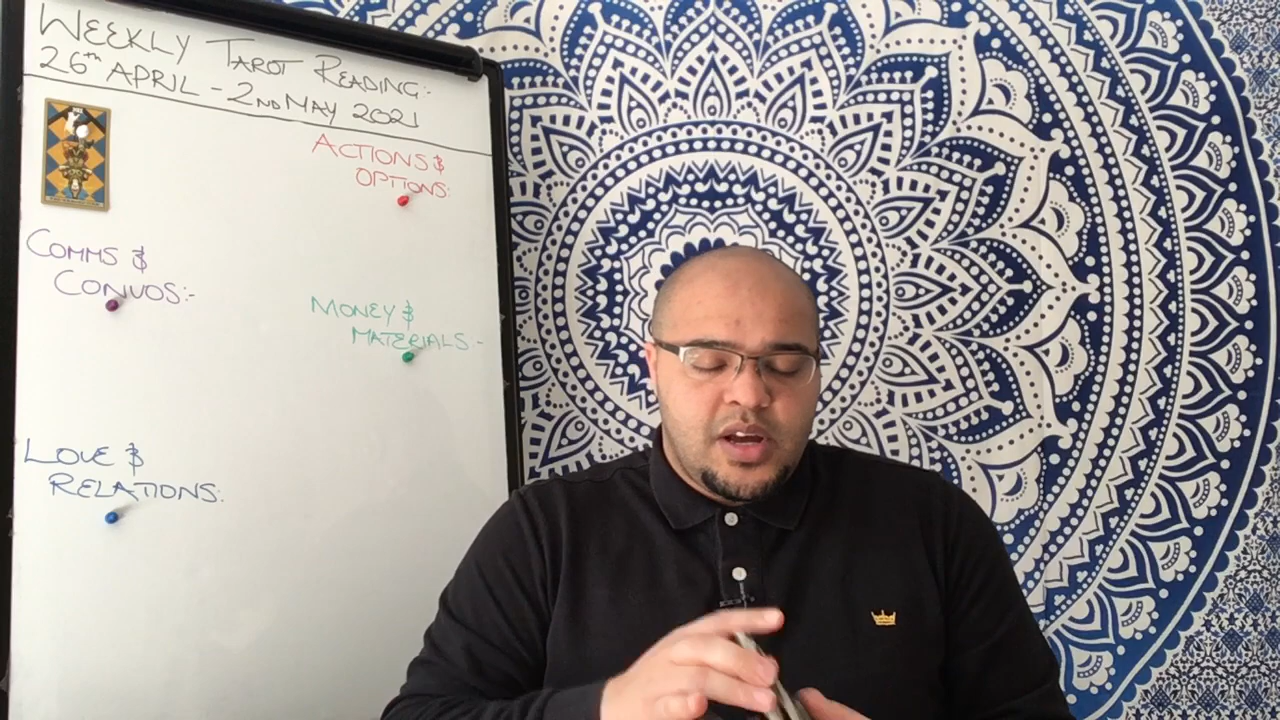 WEEKLY TAROT READING:-
26th APRIL - 2ND MAY 2021
ACTIONS &
OPTIONS:
COMMS &
CONVOS:-
MONEY &
MATERIALS:-
LOVE &
RELATIONS: